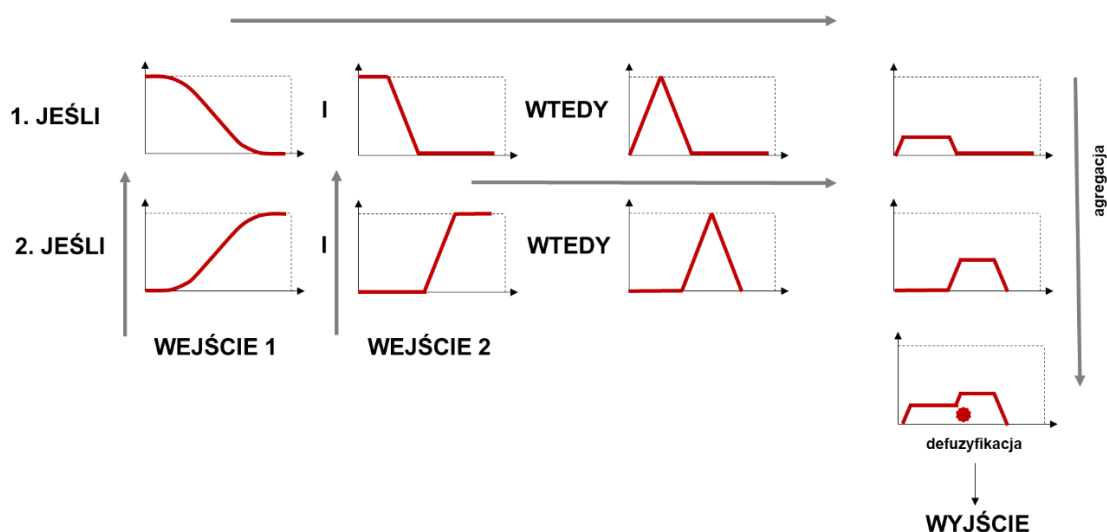 1. JEŚLI
I
WTEDY
agregacja
2. JEŚLI
I
WTEDY
WEJŚCIE 1
WEJŚCIE 2
defuzyfikacja
WYJŚCIE